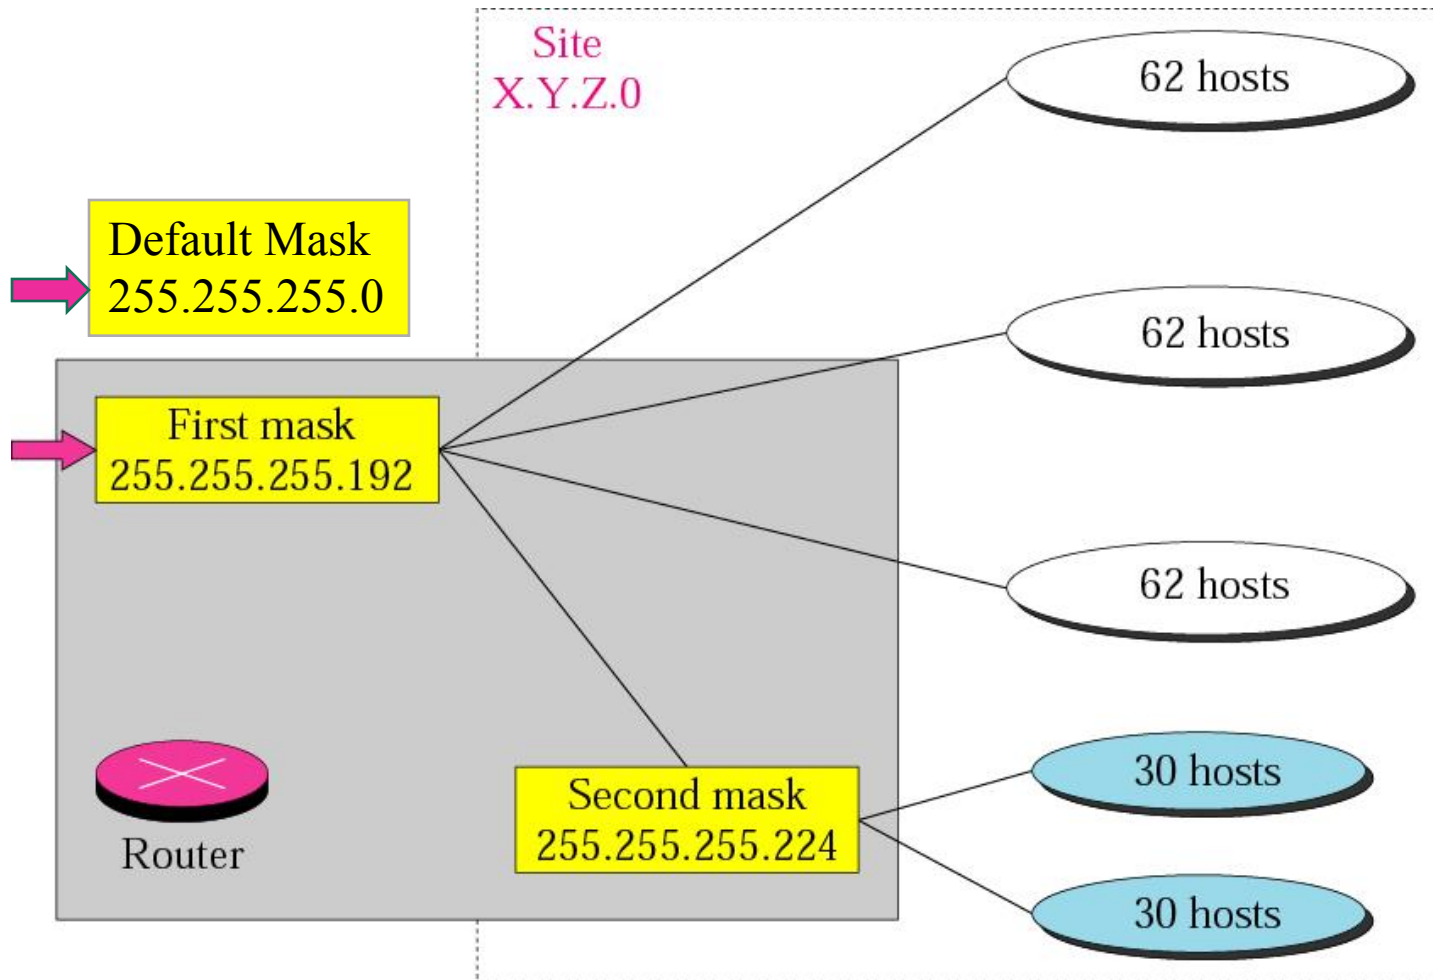 Site
X.Y.Z.0
62 hosts
Default Mask
255.255.255.0
62 hosts
First mask
255.255.255.192
62 hosts
Router
Second mask
255.255.255.224
30 hosts
30 hosts